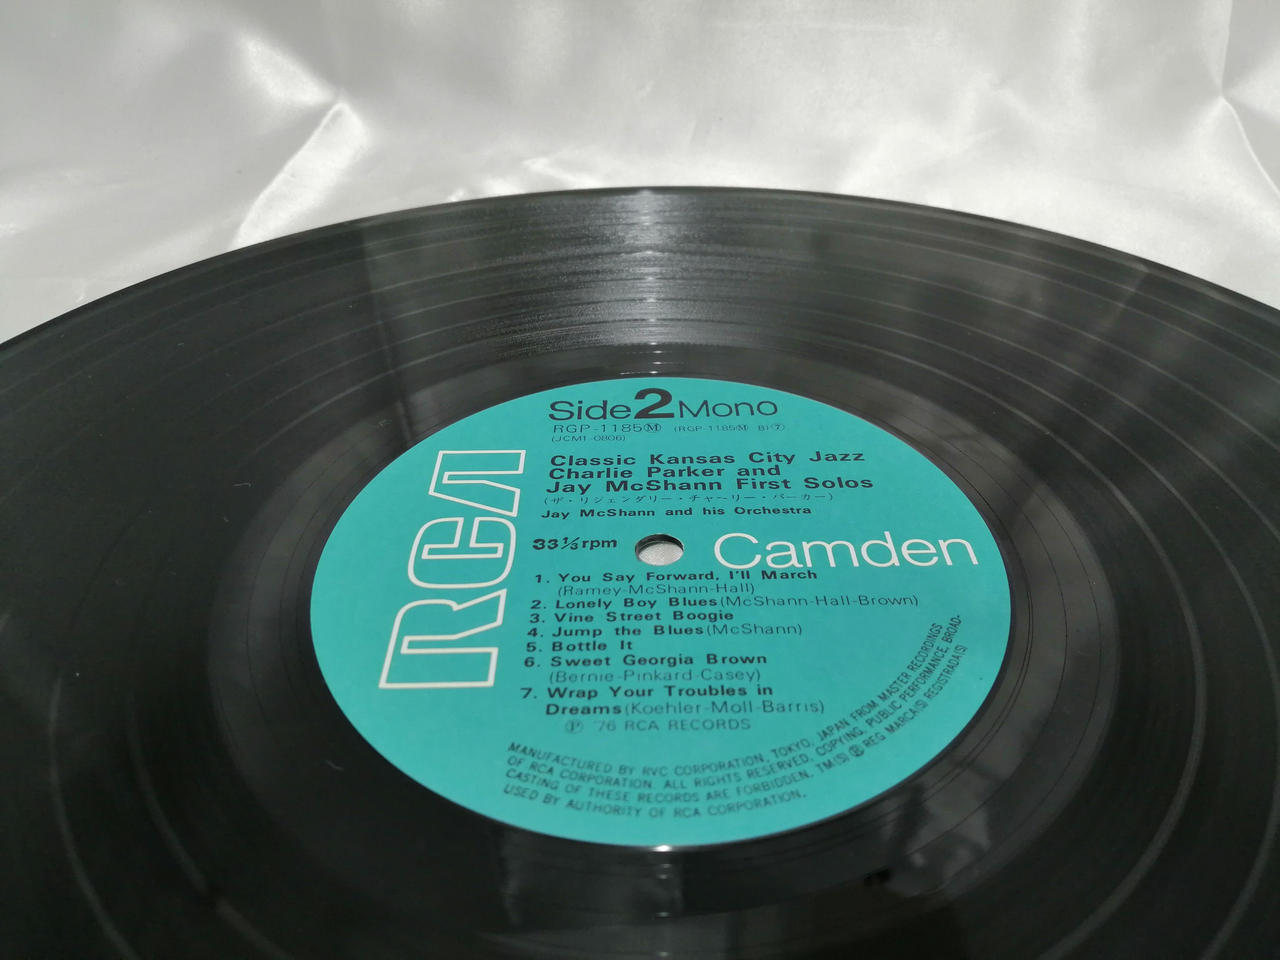 Side 2 Mono
RGP-1185Ⓜ (RGP-1185Ⓜ B)⑦
(JCM1-0806)
Classic Kansas City Jazz
Charlie Parker and
Jay McShann First Solos
(ザ・リジェンダリー・チャーリー・パーカー)
Jay McShann and his Orchestra
33⅓ rpm
RCA
Camden
1. You Say Forward, I'll March
(Ramey-McShann-Hall)
2. Lonely Boy Blues (McShann-Hall-Brown)
3. Vine Street Boogie
4. Jump the Blues (McShann)
5. Bottle It
6. Sweet Georgia Brown
(Bernie-Pinkard-Casey)
7. Wrap Your Troubles in
Dreams (Koehler-Moll-Barris)
Ⓟ '76 RCA RECORDS
MANUFACTURED BY RVC CORPORATION, TOKYO, JAPAN FROM MASTER RECORDINGS
OF RCA CORPORATION. ALL RIGHTS RESERVED, COPYING, PUBLIC PERFORMANCE, BROAD-
CASTING OF THESE RECORDS ARE FORBIDDEN. TM(S) ® REG MARCA(S) REGISTRADA(S)
USED BY AUTHORITY OF RCA CORPORATION.